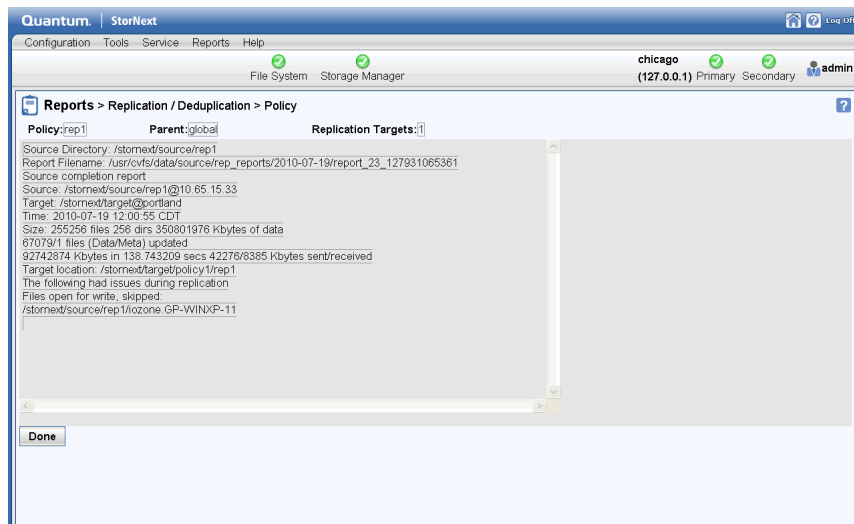 Quantum. StorNext Log Off
Configuration Tools Service Reports Help
File System Storage Manager
chicago
(127.0.0.1) Primary Secondary
admin
Reports > Replication / Deduplication > Policy
?
Policy: rep1 Parent: global Replication Targets: 1
Source Directory: /stornext/source/rep1
Report Filename: /usr/cvfs/data/source/rep_reports/2010-07-19/report_23_127931065361
Source completion report
Source: /stornext/source/rep1@10.65.15.33
Target: /stornext/target@portland
Time: 2010-07-19 12:00:55 CDT
Size: 255256 files 256 dirs 350801976 Kbytes of data
67079/1 files (Data/Meta) updated
92742874 Kbytes in 138.743209 secs 42276/8385 Kbytes sent/received
Target location: /stornext/target/policy1/rep1
The following had issues during replication
Files open for write, skipped:
/stornext/source/rep1/iozone.GP-WINXP-11
Done